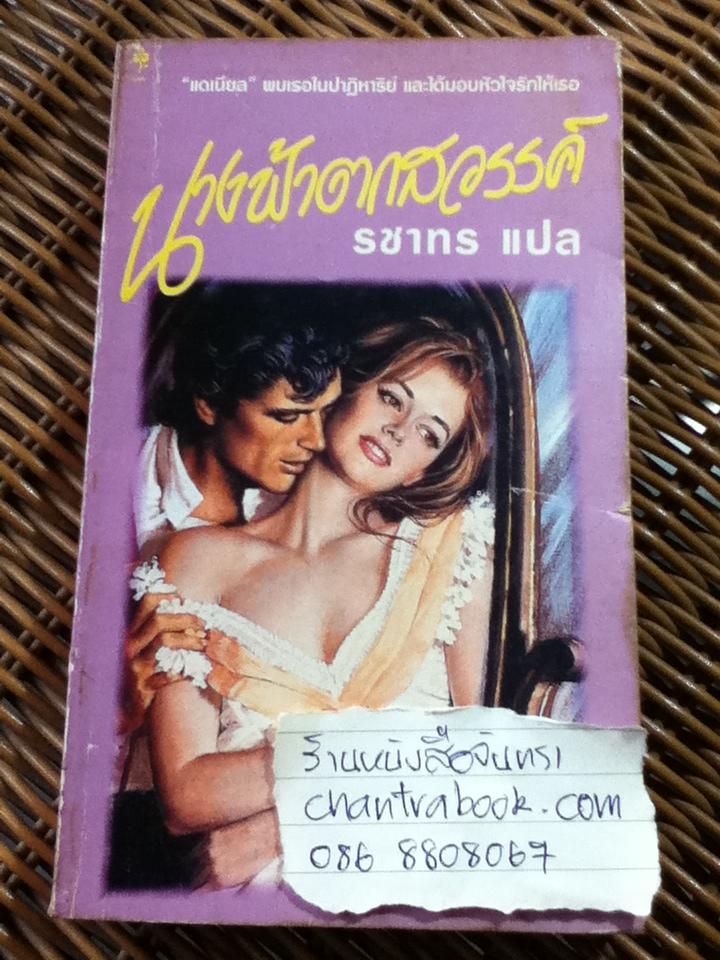 "แดเนียล" พบเธอในปาฏิหาริย์ และได้มอบหัวใจรักให้เธอ
นางฟ้าตกสวรรค์
รชาทร แปล
ร้านหนังสือจันทรา
chantrabook.com
086 8808067